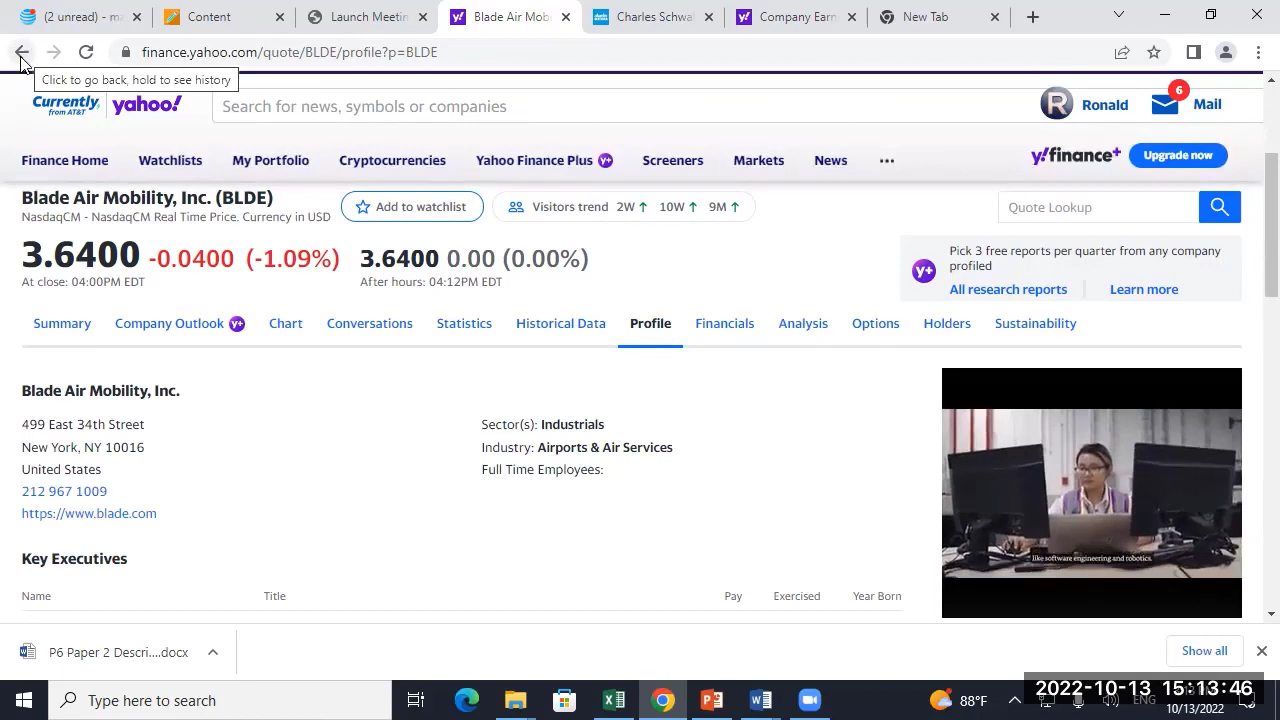 (2 unread) - ma
Content
Launch Meetin
Blade Air Mobi
Charles Schwa
Company Earn
New Tab
finance.yahoo.com/quote/BLDE/profile?p=BLDE
Click to go back, hold to see history
Currently,
from AT&T
yahoo!
Search for news, symbols or companies
R
Ronald
6
Mail
Finance Home
Watchlists
My Portfolio
Cryptocurrencies
Yahoo Finance Plus
Screeners
Markets
News
...
y!finance+
Upgrade now
Blade Air Mobility, Inc. (BLDE)
NasdaqCM - NasdaqCM Real Time Price. Currency in USD
Add to watchlist
Visitors trend 2W↑ 10W↑ 9M↑
Quote Lookup
3.6400 -0.0400 (-1.09%)
At close: 04:00PM EDT
3.6400 0.00 (0.00%)
After hours: 04:12PM EDT
y+
Pick 3 free reports per quarter from any company
profiled
All research reports
Learn more
Summary
Company Outlook
Chart
Conversations
Statistics
Historical Data
Profile
Financials
Analysis
Options
Holders
Sustainability
Blade Air Mobility, Inc.
499 East 34th Street
New York, NY 10016
United States
212 967 1009
https://www.blade.com
Sector(s): Industrials
Industry: Airports & Air Services
Full Time Employees:
like software engineering and robotics.
Key Executives
Name
Title
Pay
Exercised
Year Born
P6 Paper 2 Descri....docx
Show all
Type here to search
88°F
2022-10-13 15:13:46
ENG
10/13/2022